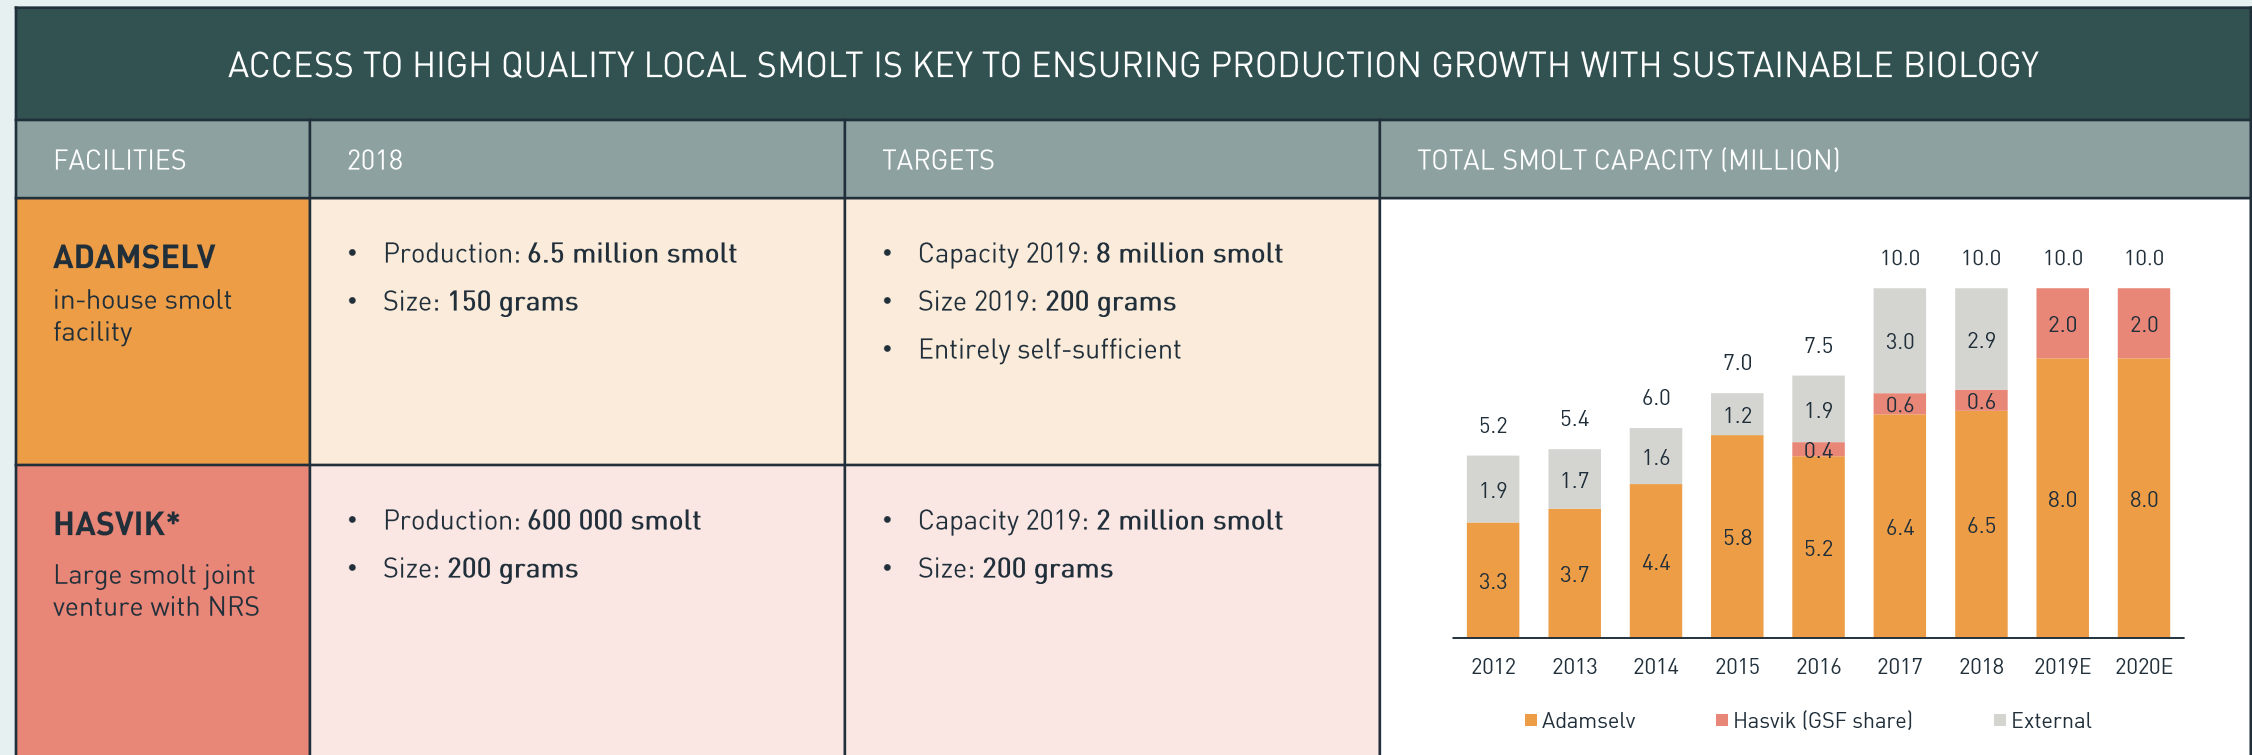 ACCESS TO HIGH QUALITY LOCAL SMOLT IS KEY TO ENSURING PRODUCTION GROWTH WITH SUSTAINABLE BIOLOGY
FACILITIES
2018
TARGETS
TOTAL SMOLT CAPACITY (MILLION)
ADAMSELV
in-house smolt
facility
• Production: 6.5 million smolt
• Size: 150 grams
• Capacity 2019: 8 million smolt
• Size 2019: 200 grams
• Entirely self-sufficient
HASVIK*
Large smolt joint
venture with NRS
• Production: 600 000 smolt
• Size: 200 grams
• Capacity 2019: 2 million smolt
• Size: 200 grams
5.2 5.4 6.0 7.0 7.5 10.0 10.0 10.0 10.0
1.9 1.7 1.6 1.2 1.9 3.0 2.9
0.4 0.6 0.6 2.0 2.0
3.3 3.7 4.4 5.8 5.2 6.4 6.5 8.0 8.0
2012 2013 2014 2015 2016 2017 2018 2019E 2020E
Adamselv Hasvik (GSF share) External